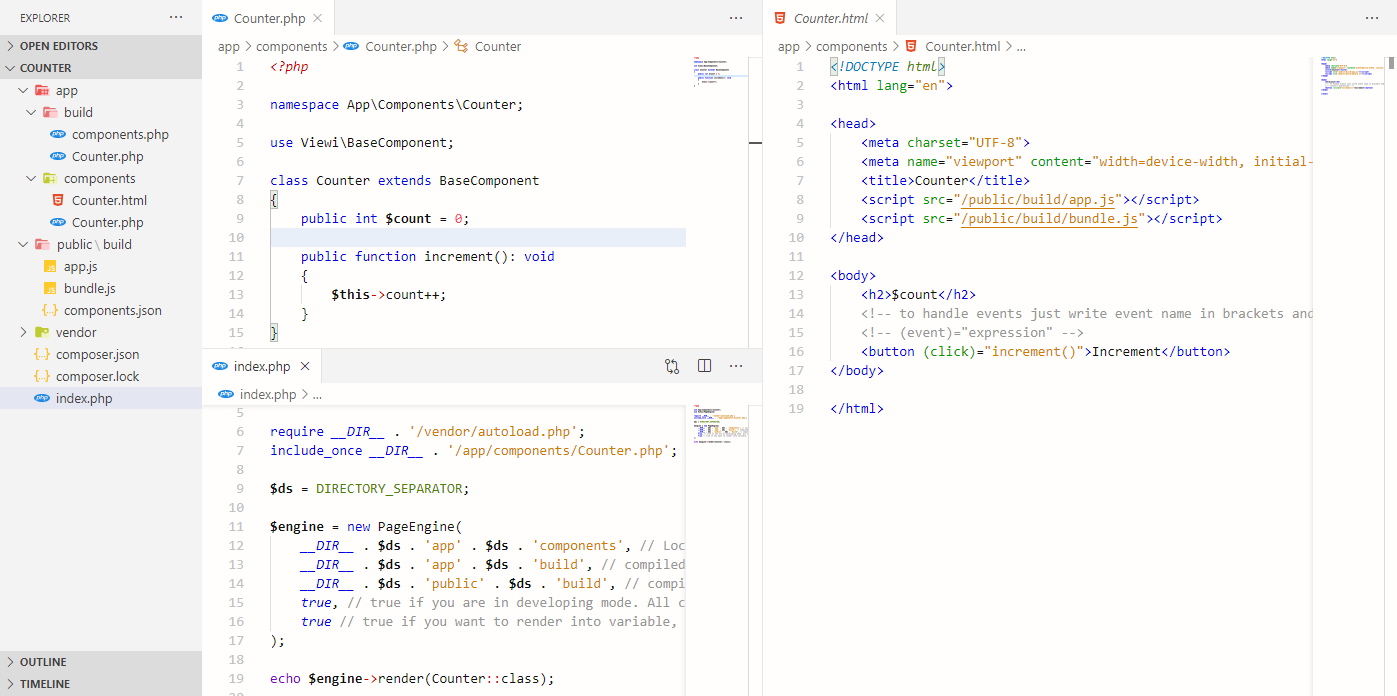 EXPLORER
OPEN EDITORS
COUNTER
app
build
components.php
Counter.php
components
Counter.html
Counter.php
public \ build
app.js
bundle.js
components.json
vendor
composer.json
composer.lock
index.php
OUTLINE
TIMELINE
Counter.php
app > components > Counter.php > Counter
1 <?php
2
3 namespace App\Components\Counter;
4
5 use Viewi\BaseComponent;
6
7 class Counter extends BaseComponent
8 {
9 public int $count = 0;
10
11 public function increment(): void
12 {
13 $this->count++;
14 }
15 }
index.php
index.php > ...
5
6 require __DIR__ . '/vendor/autoload.php';
7 include_once __DIR__ . '/app/components/Counter.php';
8
9 $ds = DIRECTORY_SEPARATOR;
10
11 $engine = new PageEngine(
12 __DIR__ . $ds . 'app' . $ds . 'components', // Loc
13 __DIR__ . $ds . 'app' . $ds . 'build', // compiled
14 __DIR__ . $ds . 'public' . $ds . 'build', // compi
15 true, // true if you are in developing mode. All c
16 true // true if you want to render into variable,
17 );
18
19 echo $engine->render(Counter::class);
Counter.html
app > components > Counter.html > ...
1 <!DOCTYPE html>
2 <html lang="en">
3
4 <head>
5 <meta charset="UTF-8">
6 <meta name="viewport" content="width=device-width, initial-
7 <title>Counter</title>
8 <script src="/public/build/app.js"></script>
9 <script src="/public/build/bundle.js"></script>
10 </head>
11
12 <body>
13 <h2>$count</h2>
14 <!-- to handle events just write event name in brackets and
15 <!-- (event)="expression" -->
16 <button (click)="increment()">Increment</button>
17 </body>
18
19 </html>